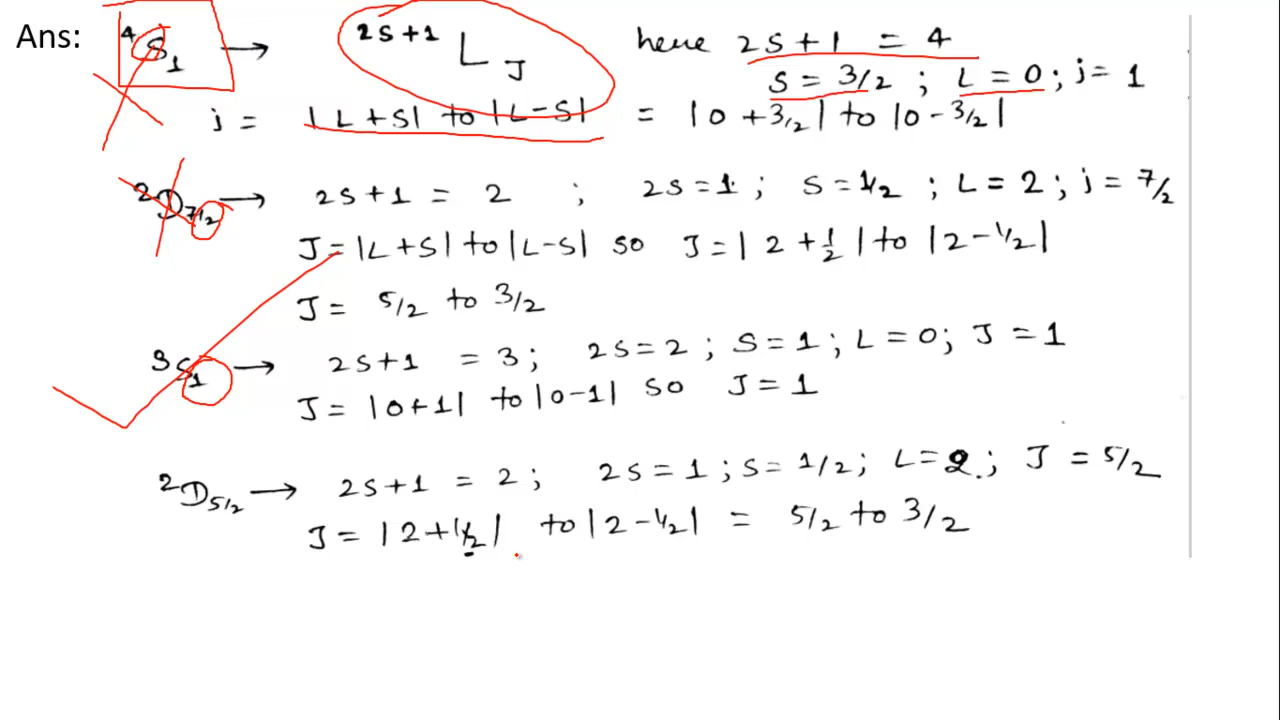 Ans: ⁴S₁ → ²ˢ⁺¹L_J here 2S+1 = 4
S = 3/2 ; L = 0 ; j = 1
j = |L+S| to |L-S| = |0 + 3/2| to |0 - 3/2|
²D₇/₂ → 2S+1 = 2 ; 2S = 1 ; S = 1/2 ; L = 2 ; j = 7/2
J = |L+S| to |L-S| so J = |2 + 1/2| to |2 - 1/2|
J = 5/2 to 3/2
³S₁ → 2S+1 = 3 ; 2S = 2 ; S = 1 ; L = 0 ; J = 1
J = |0+1| to |0-1| so J = 1
²D₅/₂ → 2S+1 = 2 ; 2S = 1 ; S = 1/2 ; L = 2 ; J = 5/2
J = |2 + 1/2| to |2 - 1/2| = 5/2 to 3/2